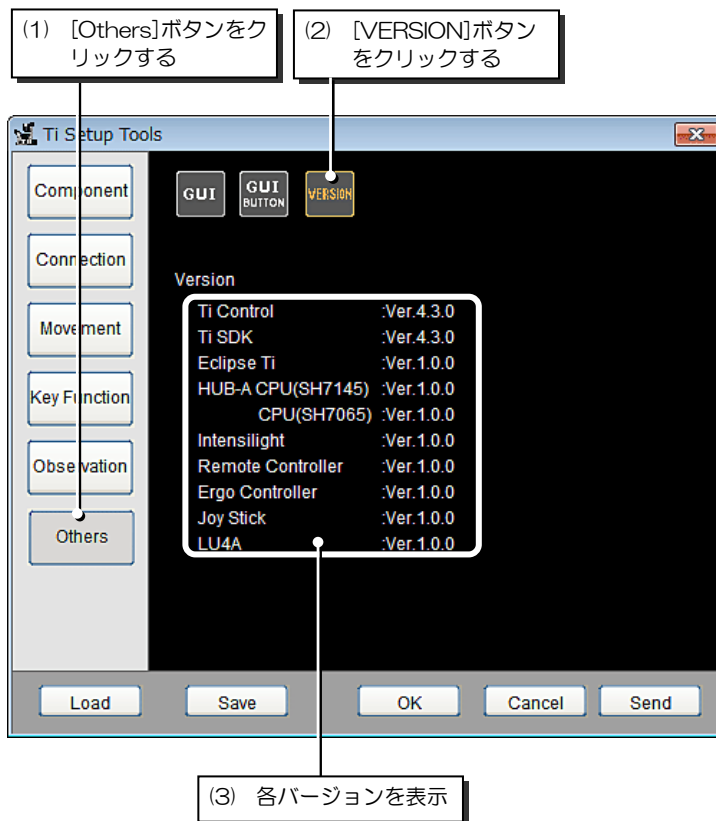 (1) [Others]ボタンをク
リックする
(2) [VERSION]ボタン
をクリックする
Ti Setup Tools
Component
Connection
Movement
Key Function
Observation
Others
GUI
GUI
BUTTON
VERSION
Version
Ti Control :Ver.4.3.0
Ti SDK :Ver.4.3.0
Eclipse Ti :Ver.1.0.0
HUB-A CPU(SH7145) :Ver.1.0.0
CPU(SH7065) :Ver.1.0.0
Intensilight :Ver.1.0.0
Remote Controller :Ver.1.0.0
Ergo Controller :Ver.1.0.0
Joy Stick :Ver.1.0.0
LU4A :Ver.1.0.0
Load Save OK Cancel Send
(3) 各バージョンを表示